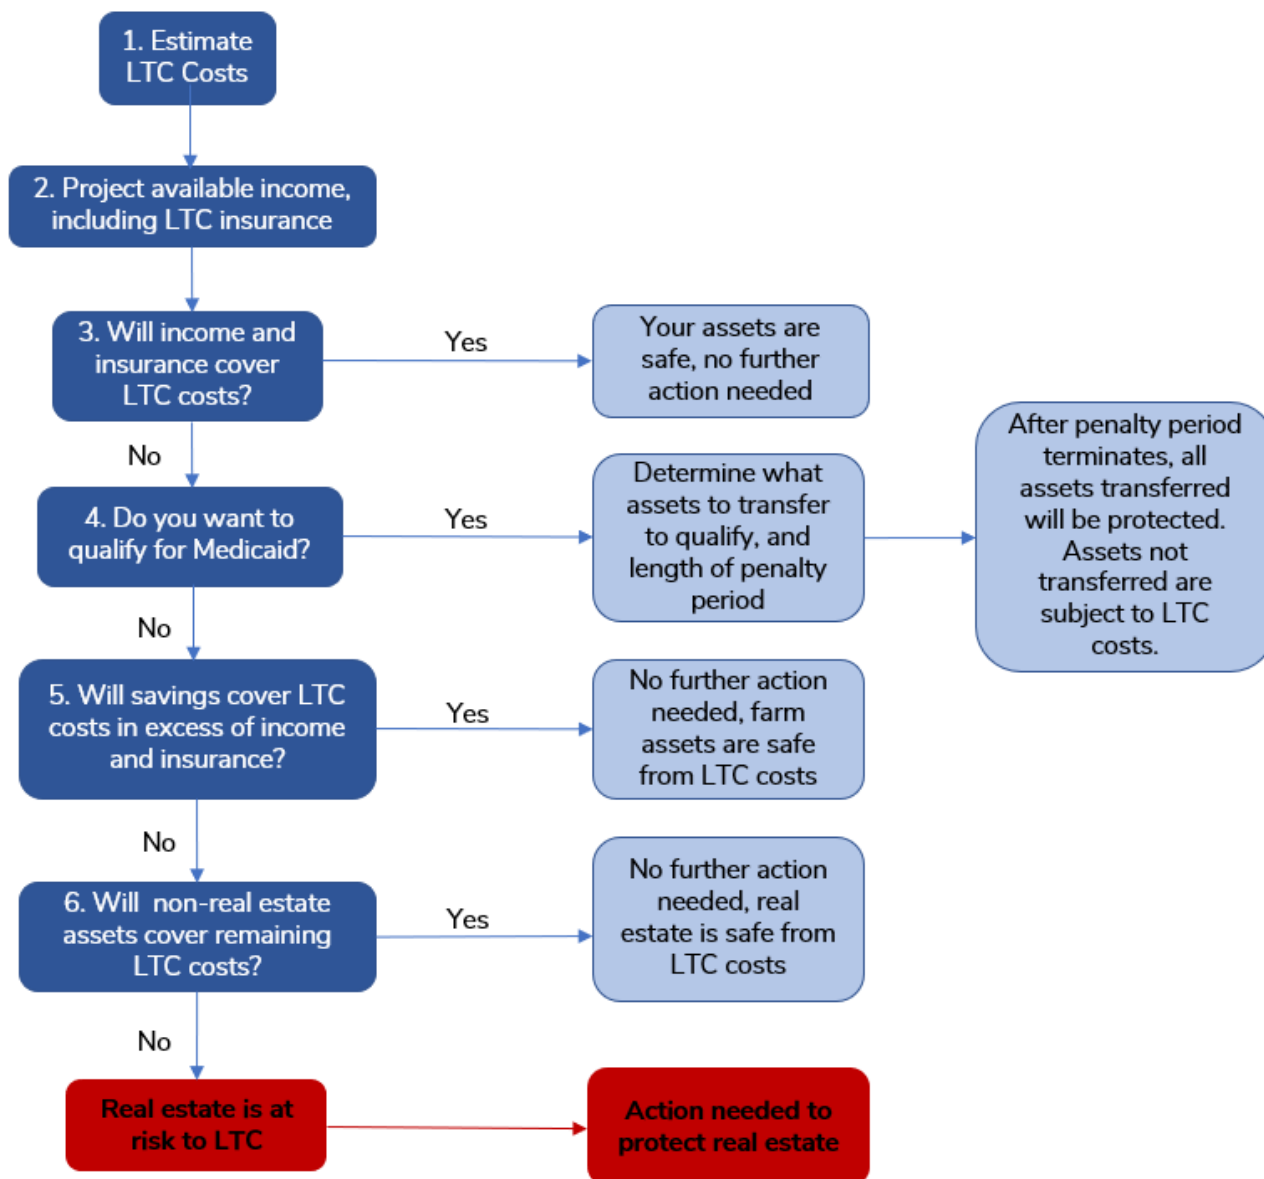 1. Estimate
LTC Costs
2. Project available income,
including LTC insurance
3. Will income and
insurance cover
LTC costs?
Yes
Your assets are
safe, no further
action needed
No
4. Do you want to
qualify for Medicaid?
Yes
Determine what
assets to transfer
to qualify, and
length of penalty
period
After penalty period
terminates, all
assets transferred
will be protected.
Assets not
transferred are
subject to LTC
costs.
No
5. Will savings cover LTC
costs in excess of income
and insurance?
Yes
No further action
needed, farm
assets are safe
from LTC costs
No
6. Will non-real estate
assets cover remaining
LTC costs?
Yes
No further action
needed, real
estate is safe from
LTC costs
No
Real estate is at
risk to LTC
Action needed to
protect real estate